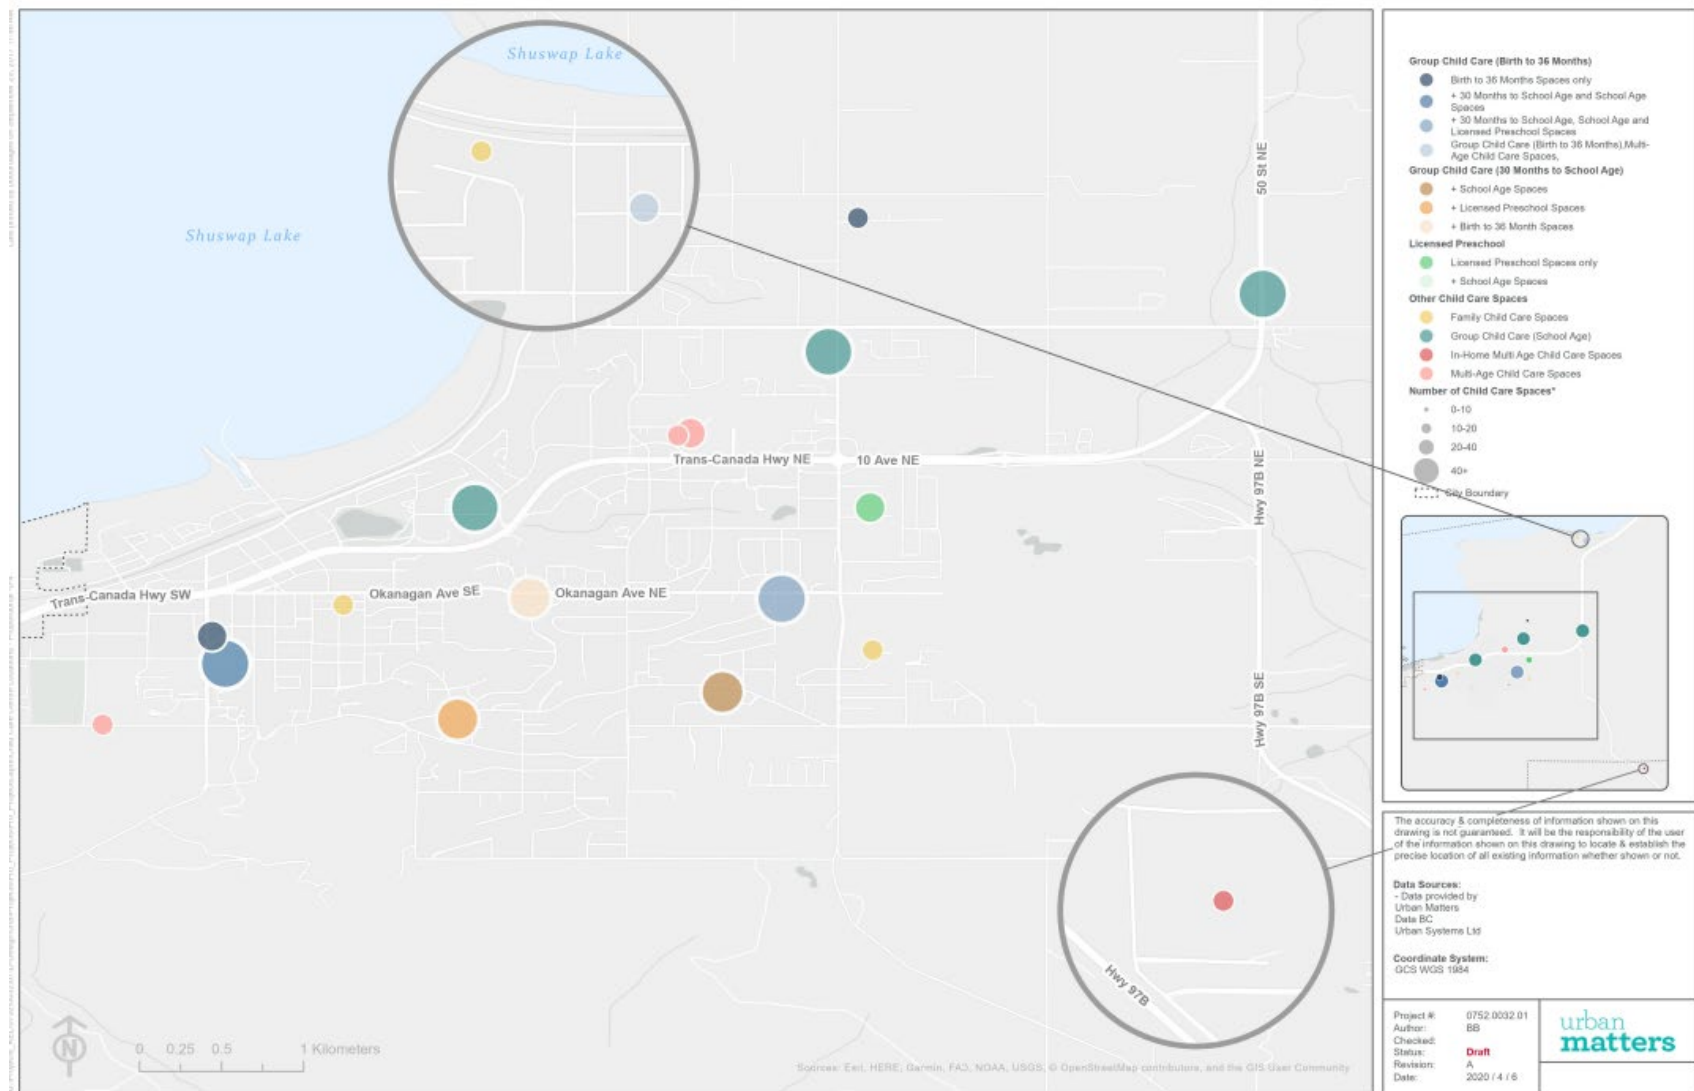 Shuswap Lake
Shuswap Lake
50 St NE
Trans-Canada Hwy NE
10 Ave NE
Hwy 97B NE
Trans-Canada Hwy SW
Okanagan Ave SE
Okanagan Ave NE
Hwy 97B SE
Hwy 97B
N
0 0.25 0.5 1 Kilometers
Sources: Esri, HERE, Garmin, FAO, NOAA, USGS, © OpenStreetMap contributors, and the GIS User Community
Group Child Care (Birth to 36 Months)
Birth to 36 Months Spaces only
+ 30 Months to School Age and School Age
Spaces
+ 30 Months to School Age, School Age and
Licensed Preschool Spaces
Group Child Care (Birth to 36 Months),Multi-
Age Child Care Spaces,
Group Child Care (30 Months to School Age)
+ School Age Spaces
+ Licensed Preschool Spaces
+ Birth to 36 Month Spaces
Licensed Preschool
Licensed Preschool Spaces only
+ School Age Spaces
Other Child Care Spaces
Family Child Care Spaces
Group Child Care (School Age)
In-Home Multi Age Child Care Spaces
Multi-Age Child Care Spaces
Number of Child Care Spaces*
0-10
10-20
20-40
40+
City Boundary
The accuracy & completeness of information shown on this
drawing is not guaranteed. It will be the responsibility of the user
of the information shown on this drawing to locate & establish the
precise location of all existing information whether shown or not.
Data Sources:
- Data provided by
Urban Matters
Data BC
Urban Systems Ltd
Coordinate System:
GCS WGS 1984
Project #: 0752.0032.01
Author: BB
Checked:
Status: Draft
Revision: A
Date: 2020 / 4 / 6
urban
matters